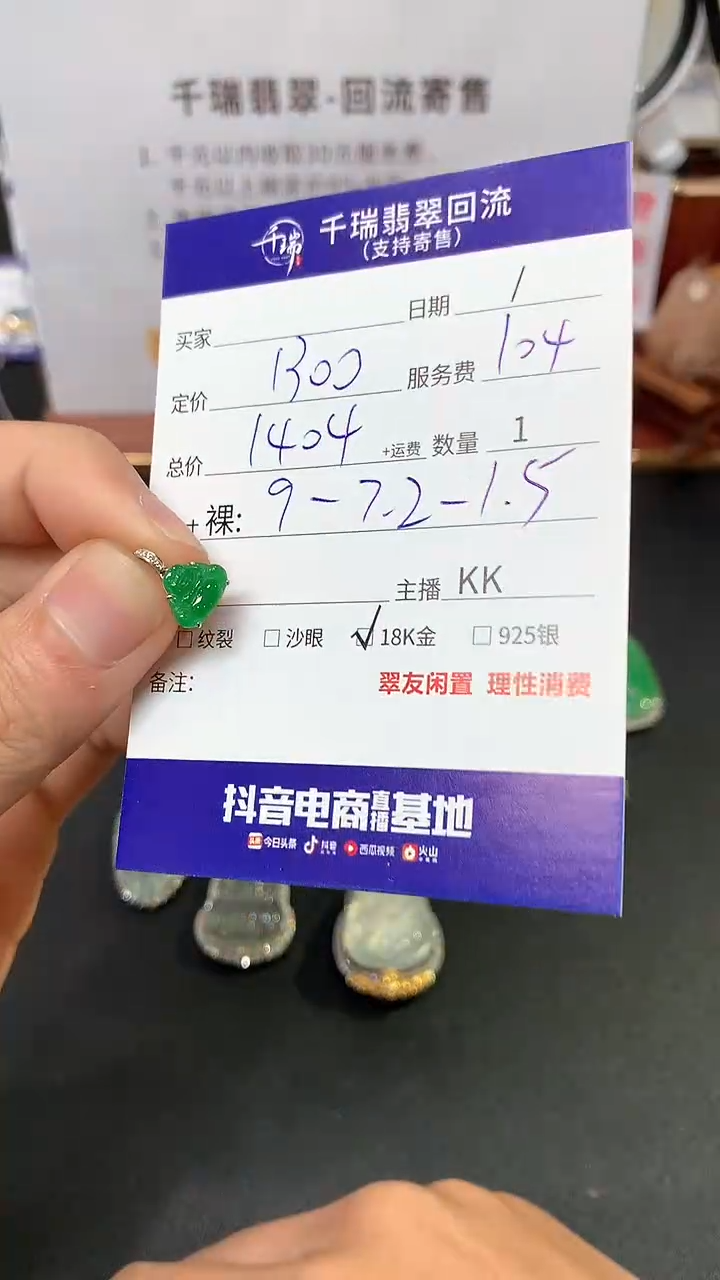 千瑞翡翠-回流寄售
千瑞
千瑞翡翠回流
(支持寄售)
买家 日期 /
定价 1300 服务费 104
总价 1404 +运费 数量 1
+ 裸: 9-7.2-1.5
主播 KK
□ 纹裂 □ 沙眼 ☑ 18K金 □ 925银
备注: 翠友闲置 理性消费
抖音电商直播基地
头条 今日头条 抖音 西瓜视频 火山